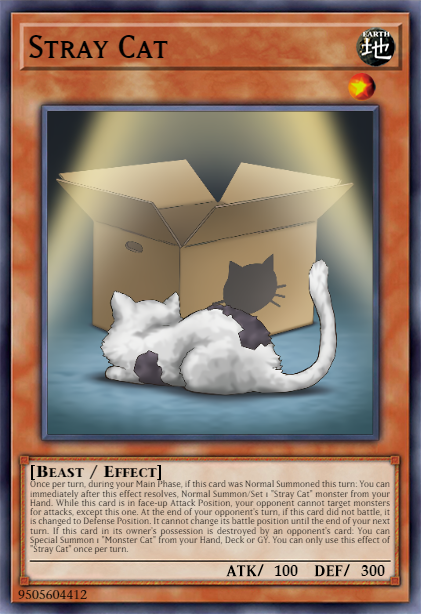 Stray Cat
EARTH
地
[Beast / Effect]
Once per turn, during your Main Phase, if this card was Normal Summoned this turn: You can
immediately after this effect resolves, Normal Summon/Set 1 "Stray Cat" monster from your
Hand. While this card is in face-up Attack Position, your opponent cannot target monsters
for attacks, except this one. At the end of your opponent's turn, if this card did not battle, it
is changed to Defense Position. It cannot change its battle position until the end of your next
turn. If this card in its owner's possession is destroyed by an opponent's card: You can
Special Summon 1 "Monster Cat" from your Hand, Deck or GY. You can only use this effect of
"Stray Cat" once per turn.
ATK/ 100 DEF/ 300
9505604412